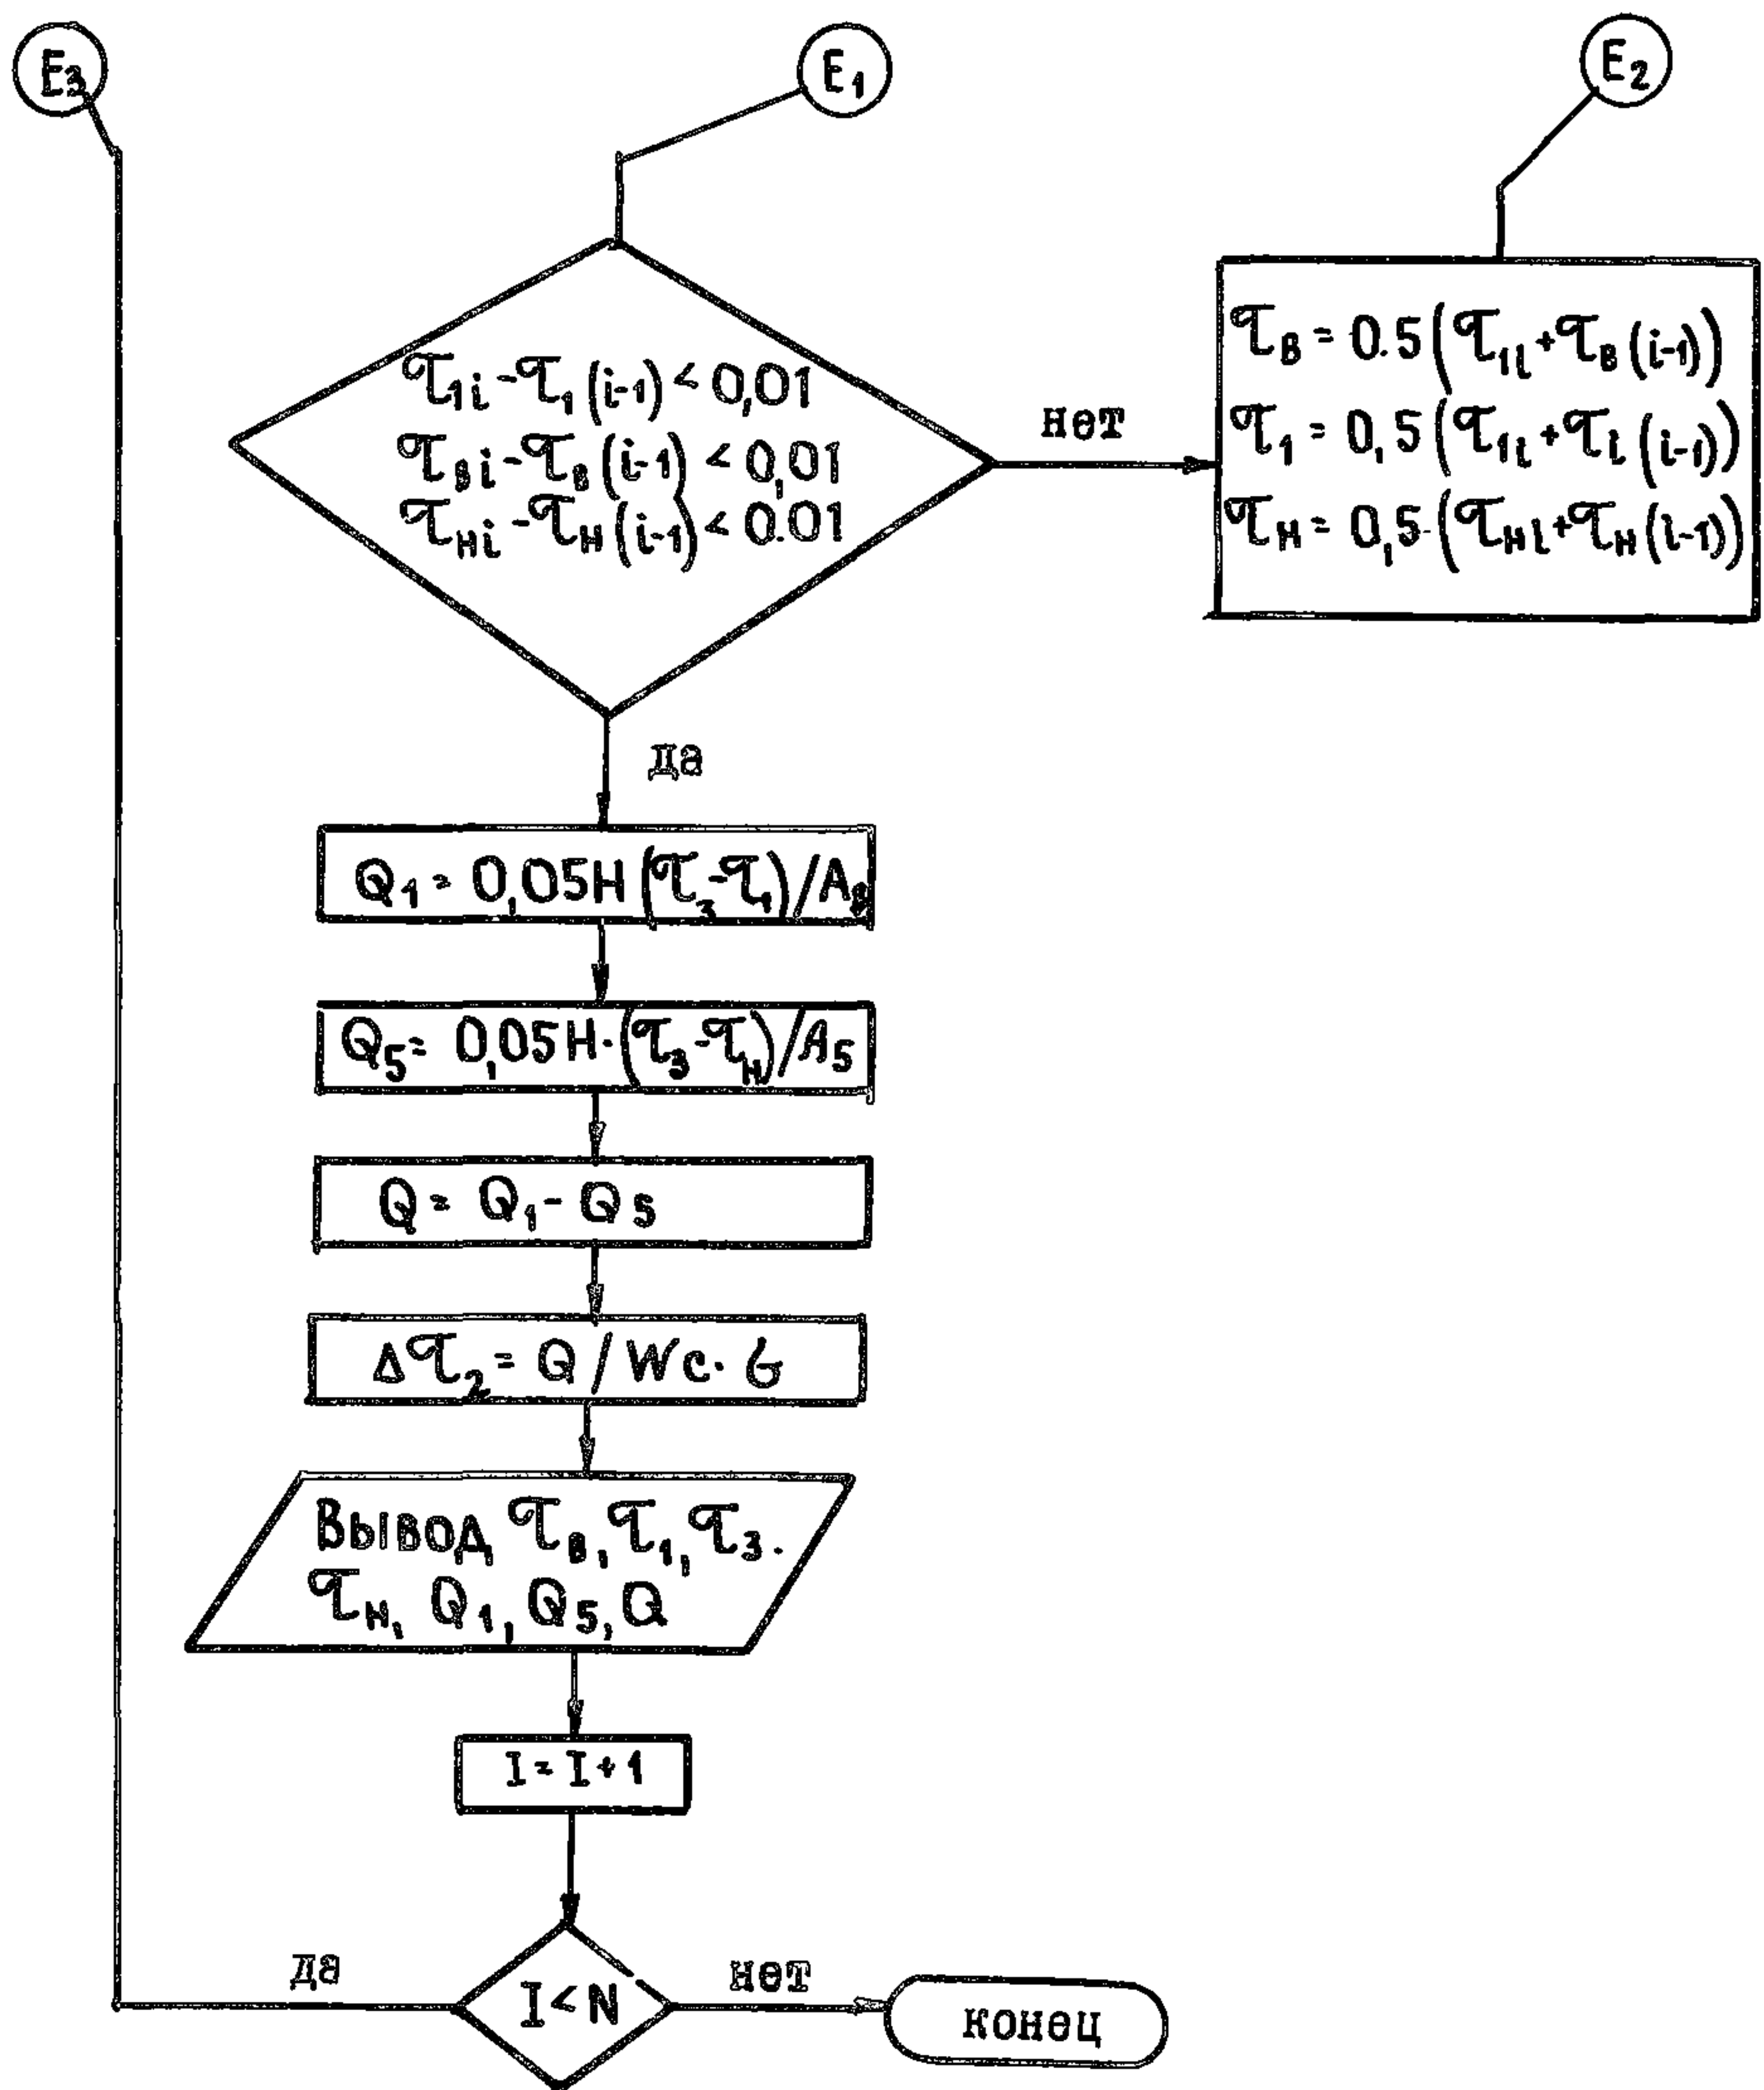 E3
E1
E2
τ1i-τ1(i-1)<0,01
τвi-τв(i-1)<0,01
τнi-τн(i-1)<0.01
нет
τв=0.5(τ1i+τв(i-1))
τ1=0,5(τ1i+τi(i-1))
τн=0,5·(τнi+τн(i-1))
да
Q1=0,05H(τ3-τ1)/A
Q5=0,05H·(τ3-τн)/A5
Q=Q1-Q5
Δτ2=Q/Wc·G
Вывод τв,τ1,τ3.
τн,Q1,Q5,Q
I=I+1
да
I<N
нет
конец